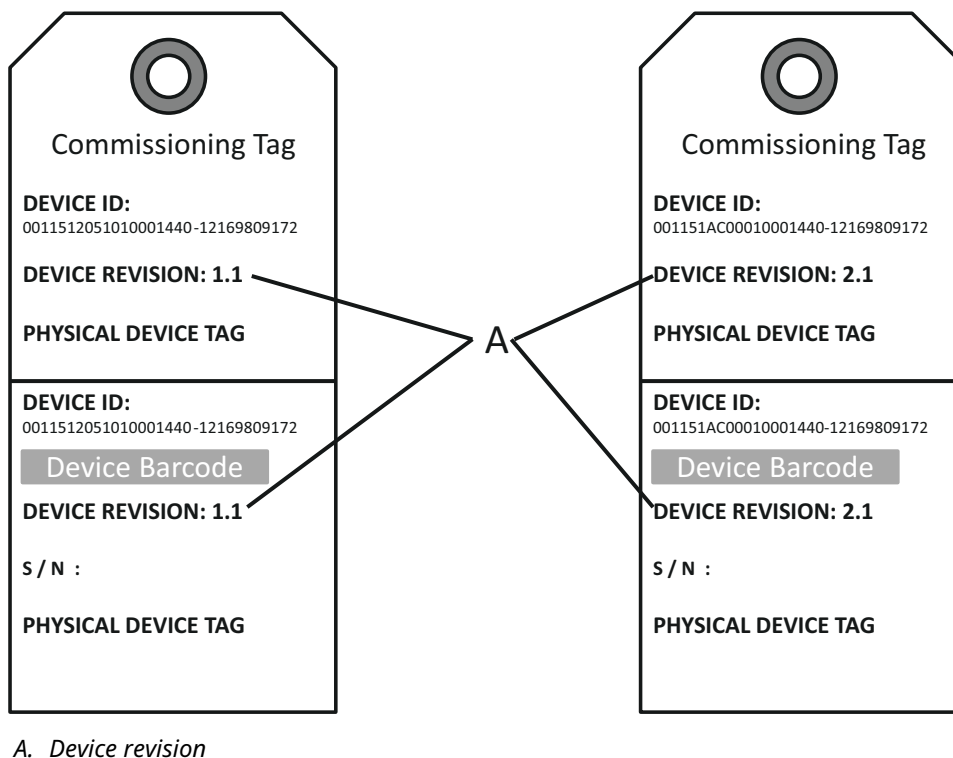 Commissioning Tag
DEVICE ID:
0011512051010001440-12169809172
DEVICE REVISION: 1.1
PHYSICAL DEVICE TAG
DEVICE ID:
0011512051010001440-12169809172
Device Barcode
DEVICE REVISION: 1.1
S / N :
PHYSICAL DEVICE TAG
A
Commissioning Tag
DEVICE ID:
001151AC00010001440-12169809172
DEVICE REVISION: 2.1
PHYSICAL DEVICE TAG
DEVICE ID:
001151AC00010001440-12169809172
Device Barcode
DEVICE REVISION: 2.1
S / N :
PHYSICAL DEVICE TAG
A. Device revision